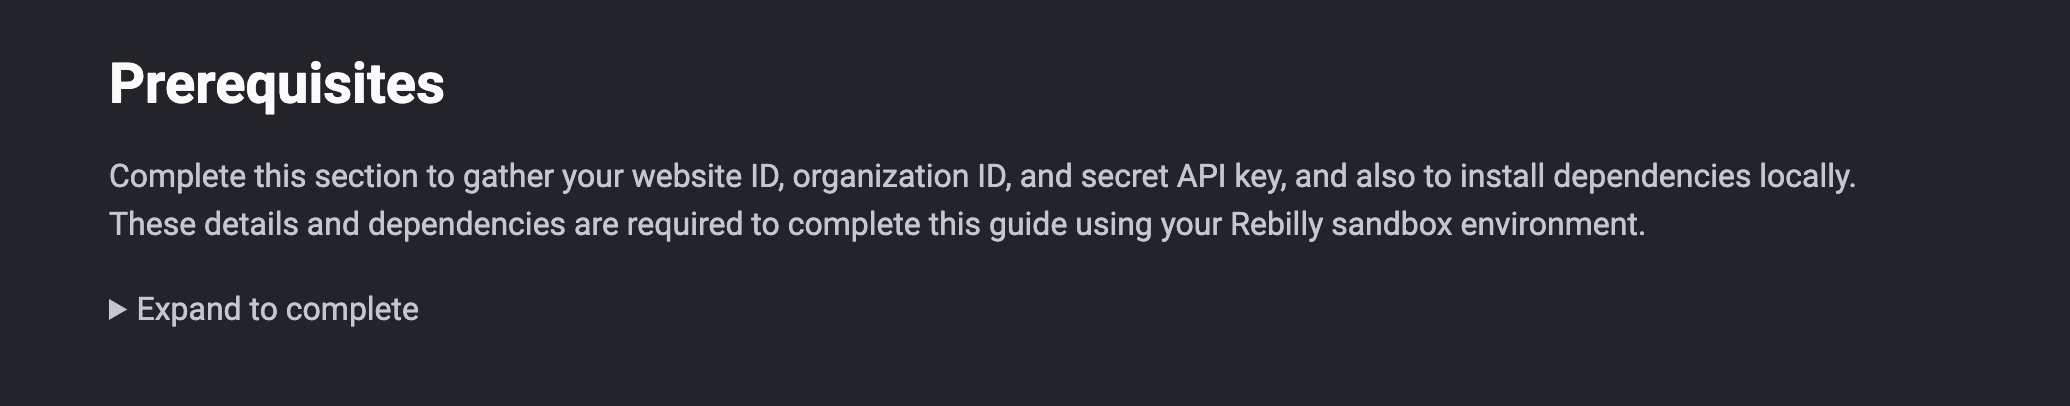 Prerequisites
Complete this section to gather your website ID, organization ID, and secret API key, and also to install dependencies locally.
These details and dependencies are required to complete this guide using your Rebilly sandbox environment.
Expand to complete